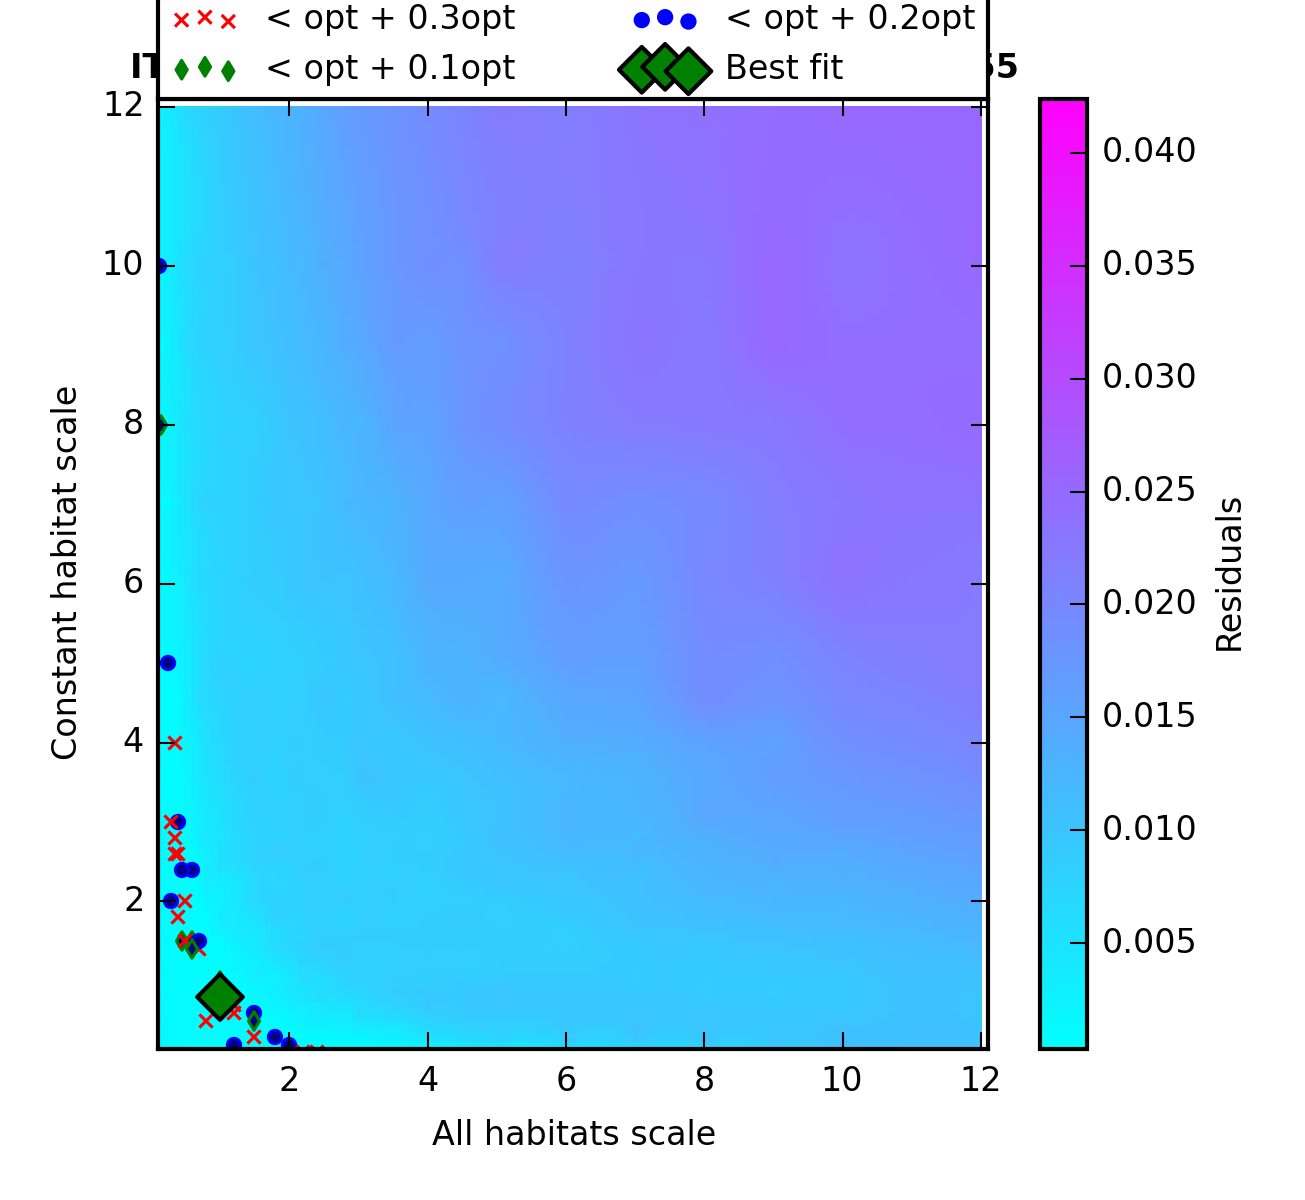 < opt + 0.3opt < opt + 0.2opt
< opt + 0.1opt Best fit
12
10
8
6
4
2
2 4 6 8 10 12
All habitats scale
Constant habitat scale
0.040
0.035
0.030
0.025
0.020
0.015
0.010
0.005
Residuals